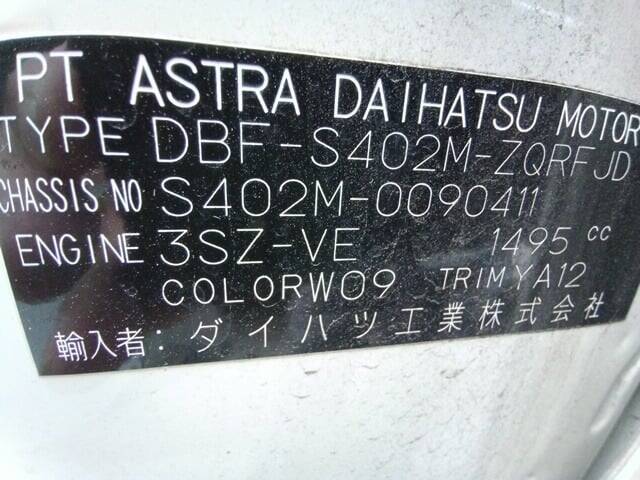 PT ASTRA DAIHATSU MOTOR
TYPE DBF-S402M-ZQRFJD
CHASSIS NO S402M-0090411
ENGINE 3SZ-VE 1495 cc
COLOR W09 TRIM YA12
輸入者: ダイハツ工業株式会社